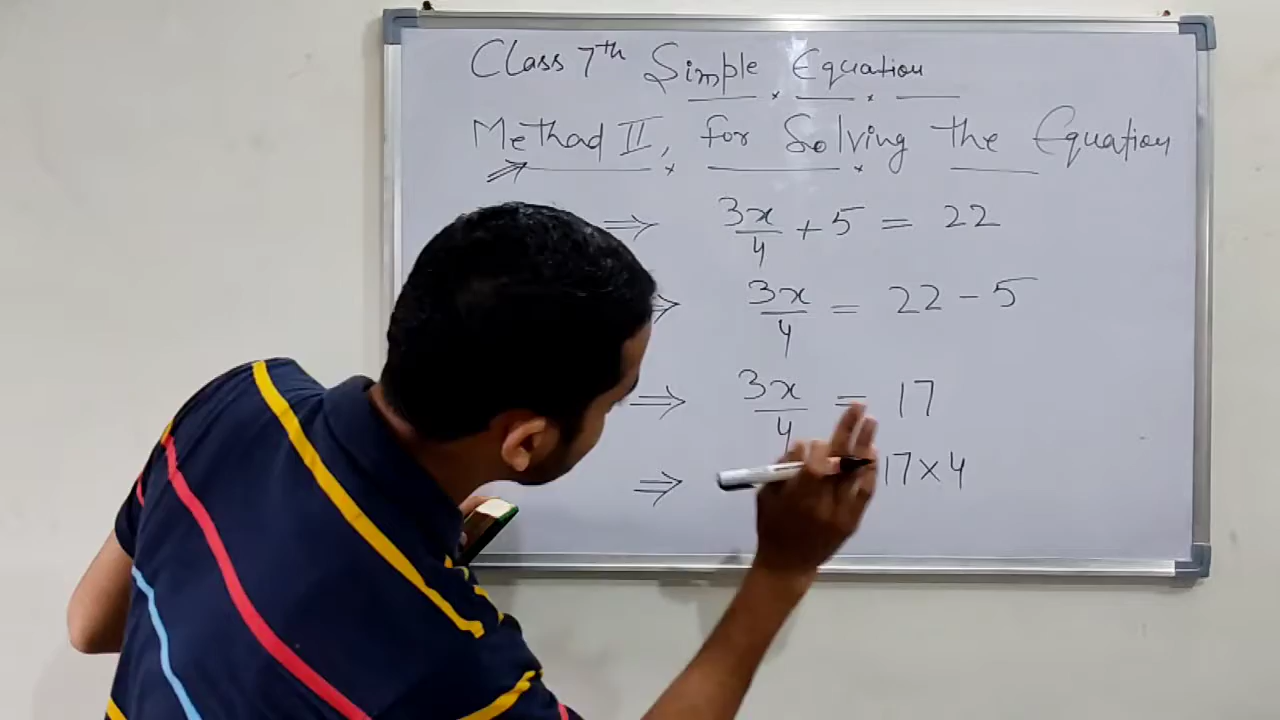 Class 7th Simple Equation
Methad II, for Solving the Equation
⇒ 3x/4 + 5 = 22
⇒ 3x/4 = 22 - 5
⇒ 3x/4 = 17
⇒ 17 × 4